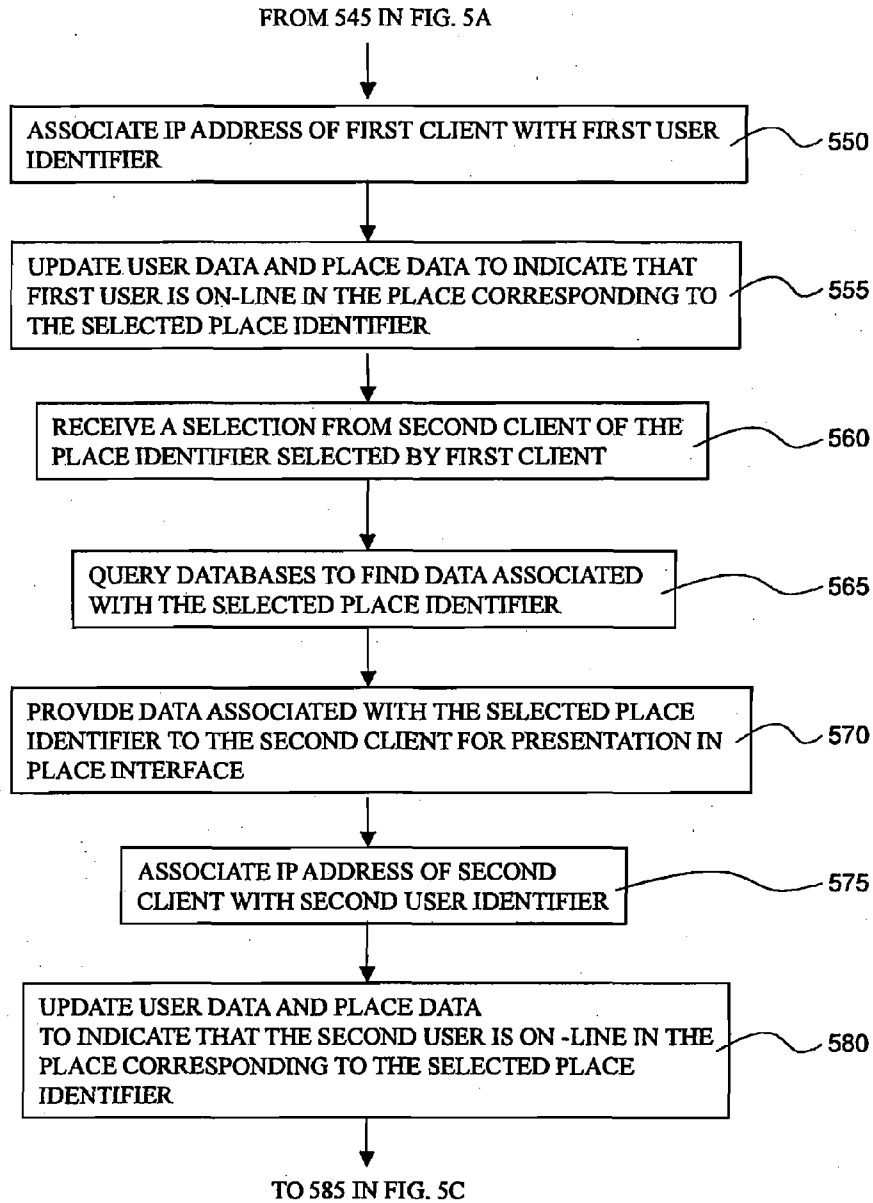 FROM 545 IN FIG. 5A
ASSOCIATE IP ADDRESS OF FIRST CLIENT WITH FIRST USER
IDENTIFIER
550
UPDATE USER DATA AND PLACE DATA TO INDICATE THAT
FIRST USER IS ON-LINE IN THE PLACE CORRESPONDING TO
THE SELECTED PLACE IDENTIFIER
555
RECEIVE A SELECTION FROM SECOND CLIENT OF THE
PLACE IDENTIFIER SELECTED BY FIRST CLIENT
560
QUERY DATABASES TO FIND DATA ASSOCIATED
WITH THE SELECTED PLACE IDENTIFIER
565
PROVIDE DATA ASSOCIATED WITH THE SELECTED PLACE
IDENTIFIER TO THE SECOND CLIENT FOR PRESENTATION IN
PLACE INTERFACE
570
ASSOCIATE IP ADDRESS OF SECOND
CLIENT WITH SECOND USER IDENTIFIER
575
UPDATE USER DATA AND PLACE DATA
TO INDICATE THAT THE SECOND USER IS ON -LINE IN THE
PLACE CORRESPONDING TO THE SELECTED PLACE
IDENTIFIER
580
TO 585 IN FIG. 5C